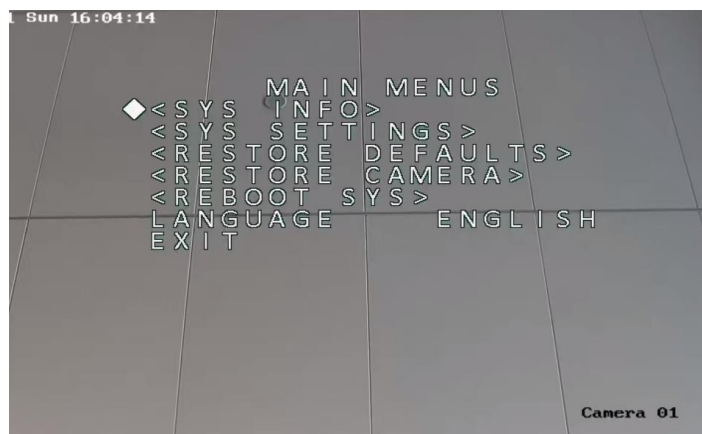 Sun 16:04:14
MAIN MENUS
<SYS INFO>
<SYS SETTINGS>
<RESTORE DEFAULTS>
<RESTORE CAMERA>
<REBOOT SYS>
LANGUAGE ENGLISH
EXIT
Camera 01